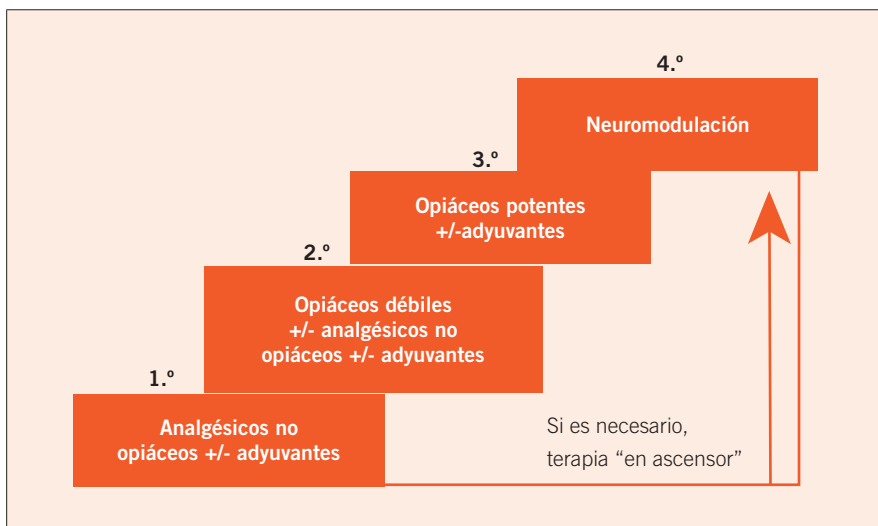 4.º
Neuromodulación
3.º
Opiáceos potentes
+/-adyuvantes
2.º
Opiáceos débiles
+/- analgésicos no
opiáceos +/- adyuvantes
1.º
Analgésicos no
opiáceos +/- adyuvantes
Si es necesario,
terapia “en ascensor”